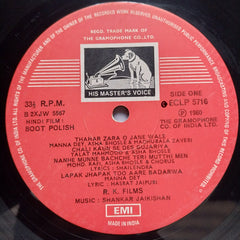 REGD. TRADE MARK OF
THE GRAMOPHONE CO. LTD.
HIS MASTER'S VOICE
33⅓ R.P.M.
B 2XJW 5567
HINDI FILM:
BOOT POLISH
SIDE ONE
ECLP 5716
℗ 1960
THE GRAMOPHONE
CO. OF INDIA LTD.
THAHAR ZARA O JANE WALE
MANNA DEY, ASHA BHOSLE & MADHUBALA ZAVERI
CHALI KAUN SE DES GUJARIYA
TALAT MAHMOOD & ASHA BHOSLE
NANHE MUNNE BACHCHE TERI MUTTHI MEN
MOHD. RAFI, ASHA BHOSLE & CHORUS
LYRICS: SHAILENDRA
LAPAK JHAPAK TOO AARE BADARWA
MANNA DEY
LYRIC: HASRAT JAIPURI
R. K. FILMS
MUSIC: SHANKAR JAIKISHAN
EMI
MADE IN INDIA